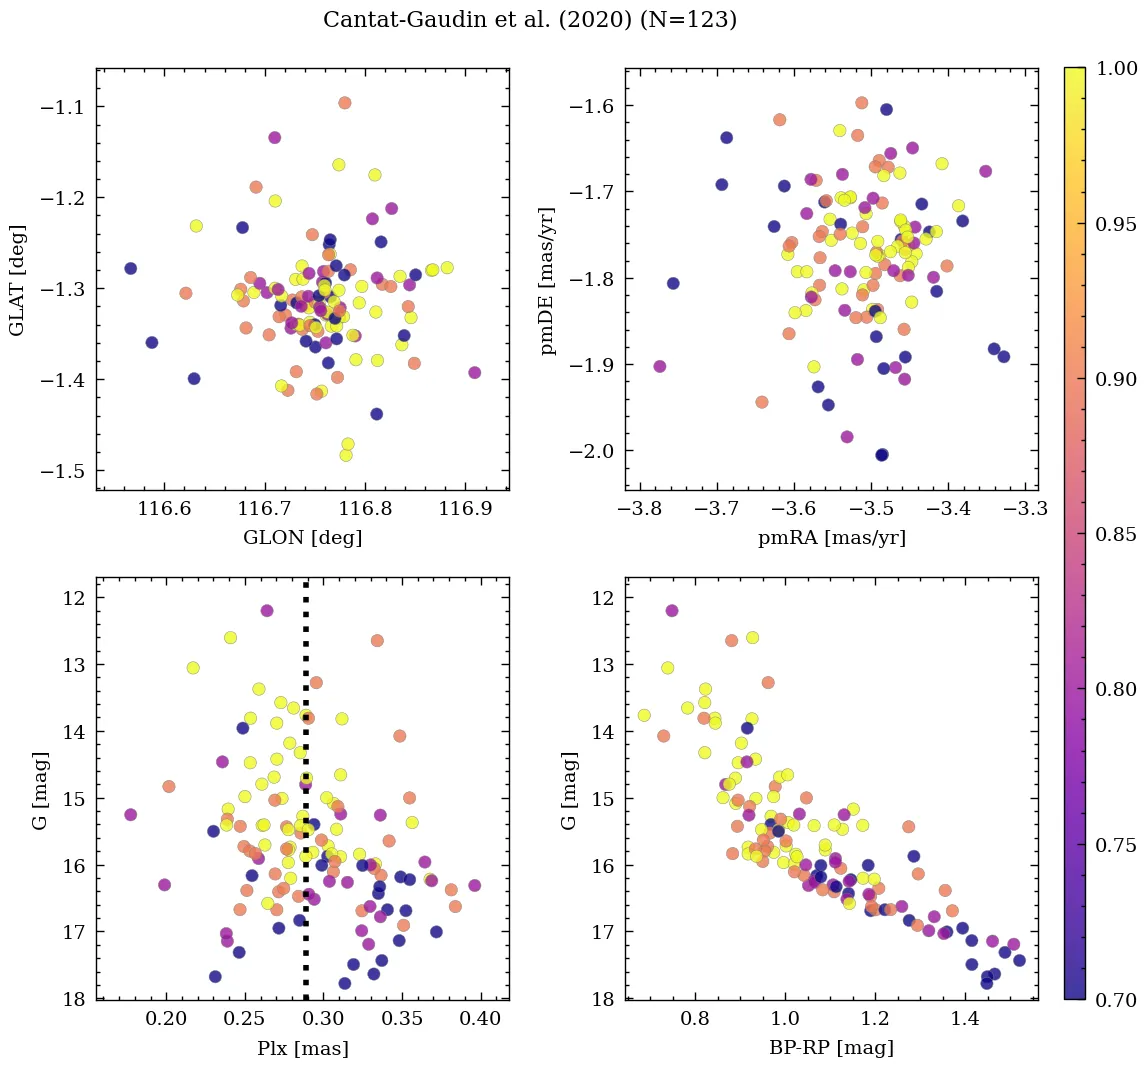 Cantat-Gaudin et al. (2020) (N=123)
−1.1
−1.2
−1.3
−1.4
−1.5
GLAT [deg]
116.6 116.7 116.8 116.9
GLON [deg]
−1.6
−1.7
−1.8
−1.9
−2.0
pmDE [mas/yr]
−3.8 −3.7 −3.6 −3.5 −3.4 −3.3
pmRA [mas/yr]
12
13
14
15
16
17
18
G [mag]
0.20 0.25 0.30 0.35 0.40
Plx [mas]
12
13
14
15
16
17
18
G [mag]
0.8 1.0 1.2 1.4
BP-RP [mag]
1.00
0.95
0.90
0.85
0.80
0.75
0.70